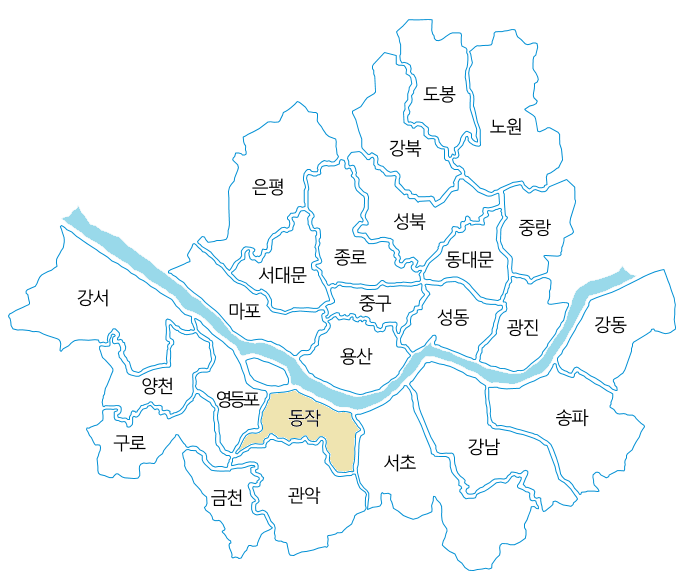 도봉
노원
강북
은평
성북
중랑
종로
동대문
서대문
강서
중구
마포
성동
광진
강동
용산
양천
영등포
동작
송파
구로
강남
서초
금천
관악